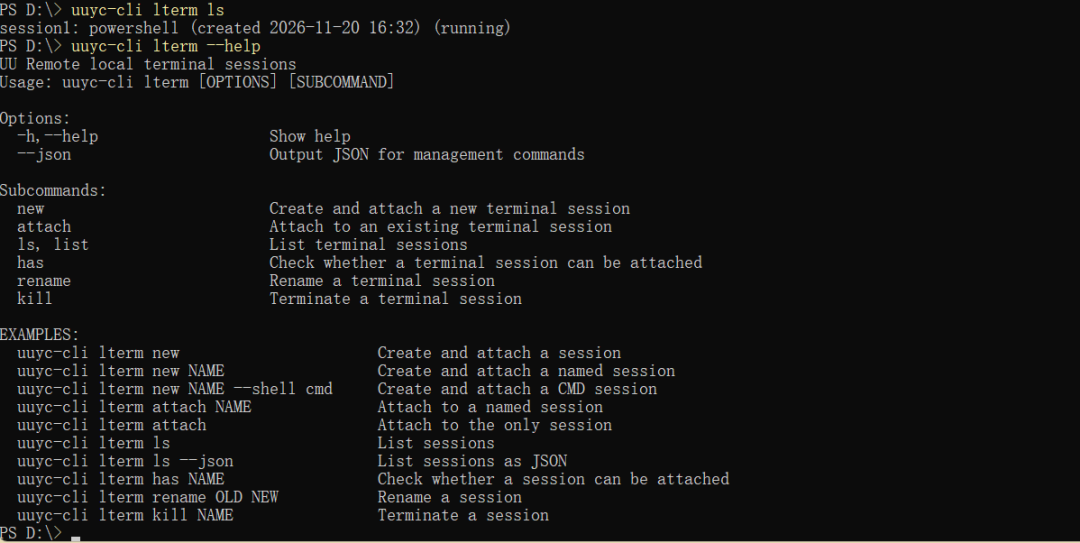 PS D:\> uuyc-cli lterm ls
session1: powershell (created 2026-11-20 16:32) (running)
PS D:\> uuyc-cli lterm --help
UU Remote local terminal sessions
Usage: uuyc-cli lterm [OPTIONS] [SUBCOMMAND]
Options:
-h,--help Show help
--json Output JSON for management commands
Subcommands:
new Create and attach a new terminal session
attach Attach to an existing terminal session
ls, list List terminal sessions
has Check whether a terminal session can be attached
rename Rename a terminal session
kill Terminate a terminal session
EXAMPLES:
uuyc-cli lterm new Create and attach a session
uuyc-cli lterm new NAME Create and attach a named session
uuyc-cli lterm new NAME --shell cmd Create and attach a CMD session
uuyc-cli lterm attach NAME Attach to a named session
uuyc-cli lterm attach Attach to the only session
uuyc-cli lterm ls List sessions
uuyc-cli lterm ls --json List sessions as JSON
uuyc-cli lterm has NAME Check whether a session can be attached
uuyc-cli lterm rename OLD NEW Rename a session
uuyc-cli lterm kill NAME Terminate a session
PS D:\>